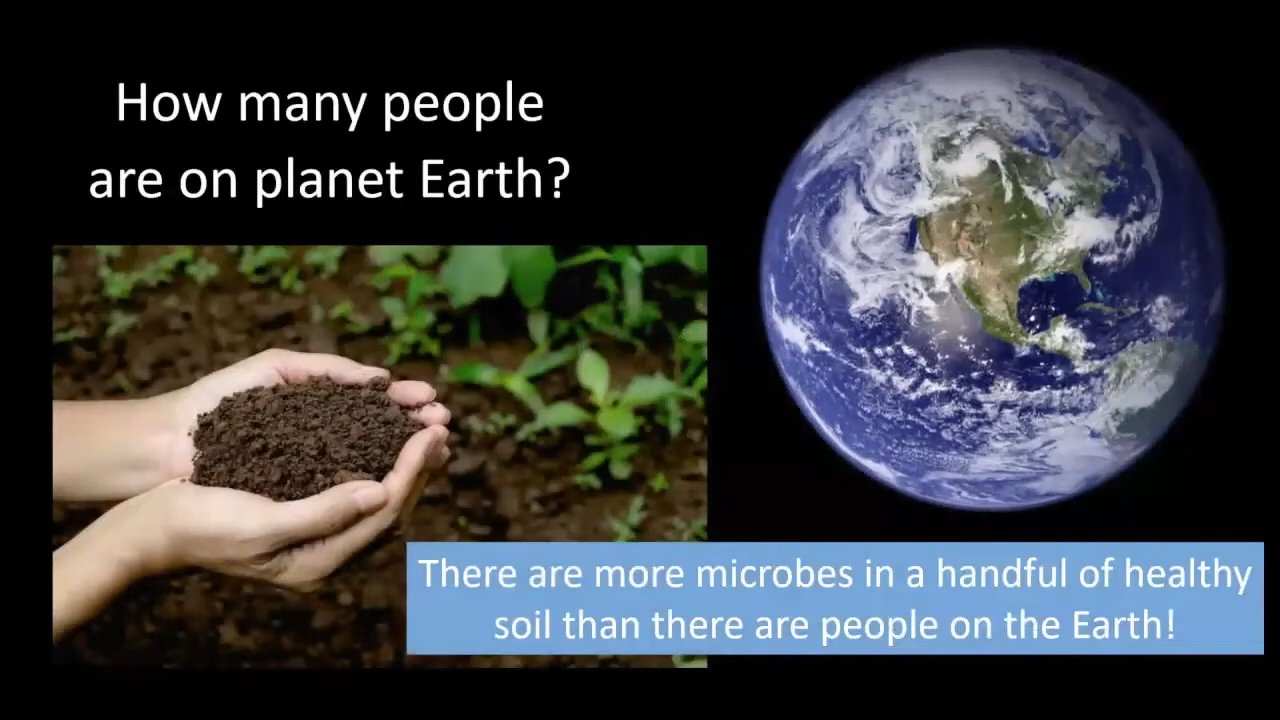 How many people
are on planet Earth?
There are more microbes in a handful of healthy
soil than there are people on the Earth!